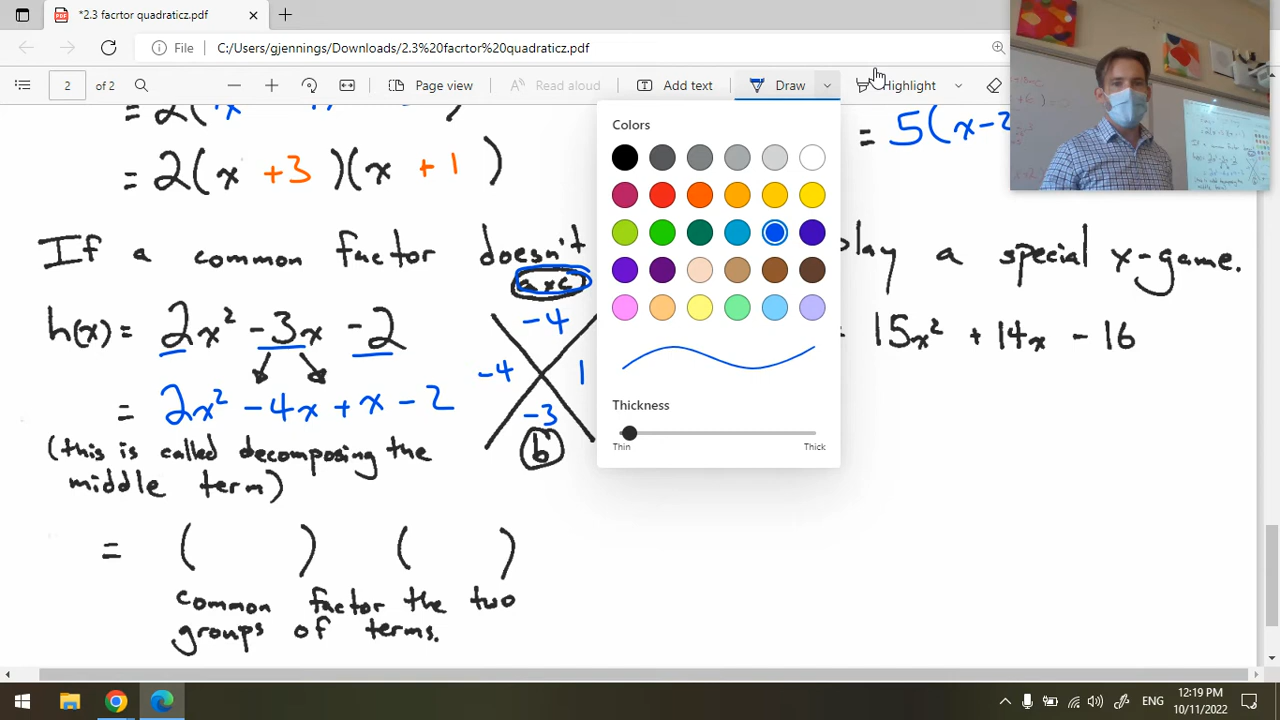 *2.3 facrtor quadraticz.pdf
File C:/Users/gjennings/Downloads/2.3%20facrtor%20quadraticz.pdf
2 of 2 Page view Read aloud Add text Draw Highlight
= 2(x +3)(x +1)
= 5(x-2
Colors
Thickness
Thin Thick
If a common factor doesn't play a special x-game.
axc
h(x) = 2x² -3x -2
-4
-4 1
-3
b
15x² + 14x - 16
= 2x² -4x + x - 2
(this is called decomposing the
middle term)
= ( ) ( )
common factor the two
groups of terms.
ENG
12:19 PM
10/11/2022